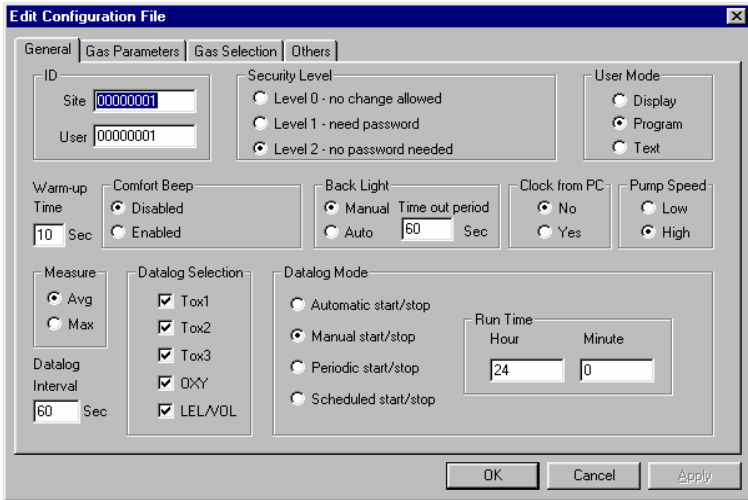 Edit Configuration File
General Gas Parameters Gas Selection Others
ID
Site 00000001
User 00000001
Security Level
Level 0 - no change allowed
Level 1 - need password
Level 2 - no password needed
User Mode
Display
Program
Text
Warm-up
Time
10 Sec
Comfort Beep
Disabled
Enabled
Back Light
Manual Time out period
Auto 60 Sec
Clock from PC
No
Yes
Pump Speed
Low
High
Measure
Avg
Max
Datalog
Interval
60 Sec
Datalog Selection
Tox1
Tox2
Tox3
OXY
LEL/VOL
Datalog Mode
Automatic start/stop
Manual start/stop
Periodic start/stop
Scheduled start/stop
Run Time
Hour Minute
24 0
OK Cancel Apply